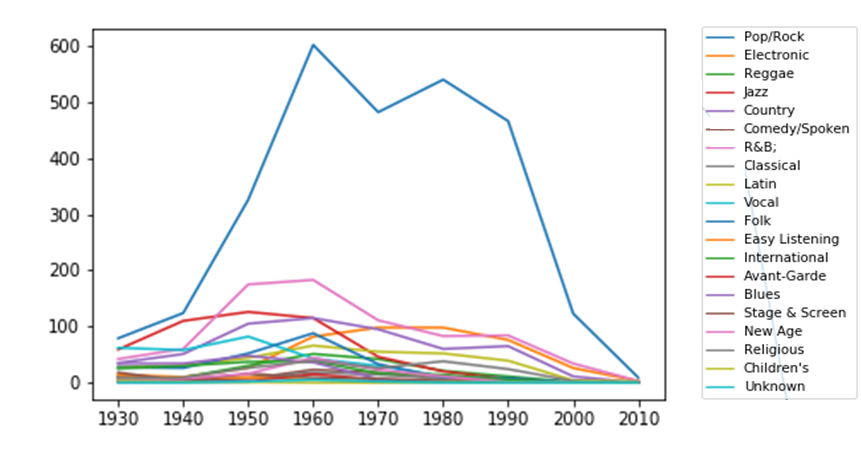 600
500
400
300
200
100
0
1930 1940 1950 1960 1970 1980 1990 2000 2010
Pop/Rock
Electronic
Reggae
Jazz
Country
Comedy/Spoken
R&B;
Classical
Latin
Vocal
Folk
Easy Listening
International
Avant-Garde
Blues
Stage & Screen
New Age
Religious
Children's
Unknown